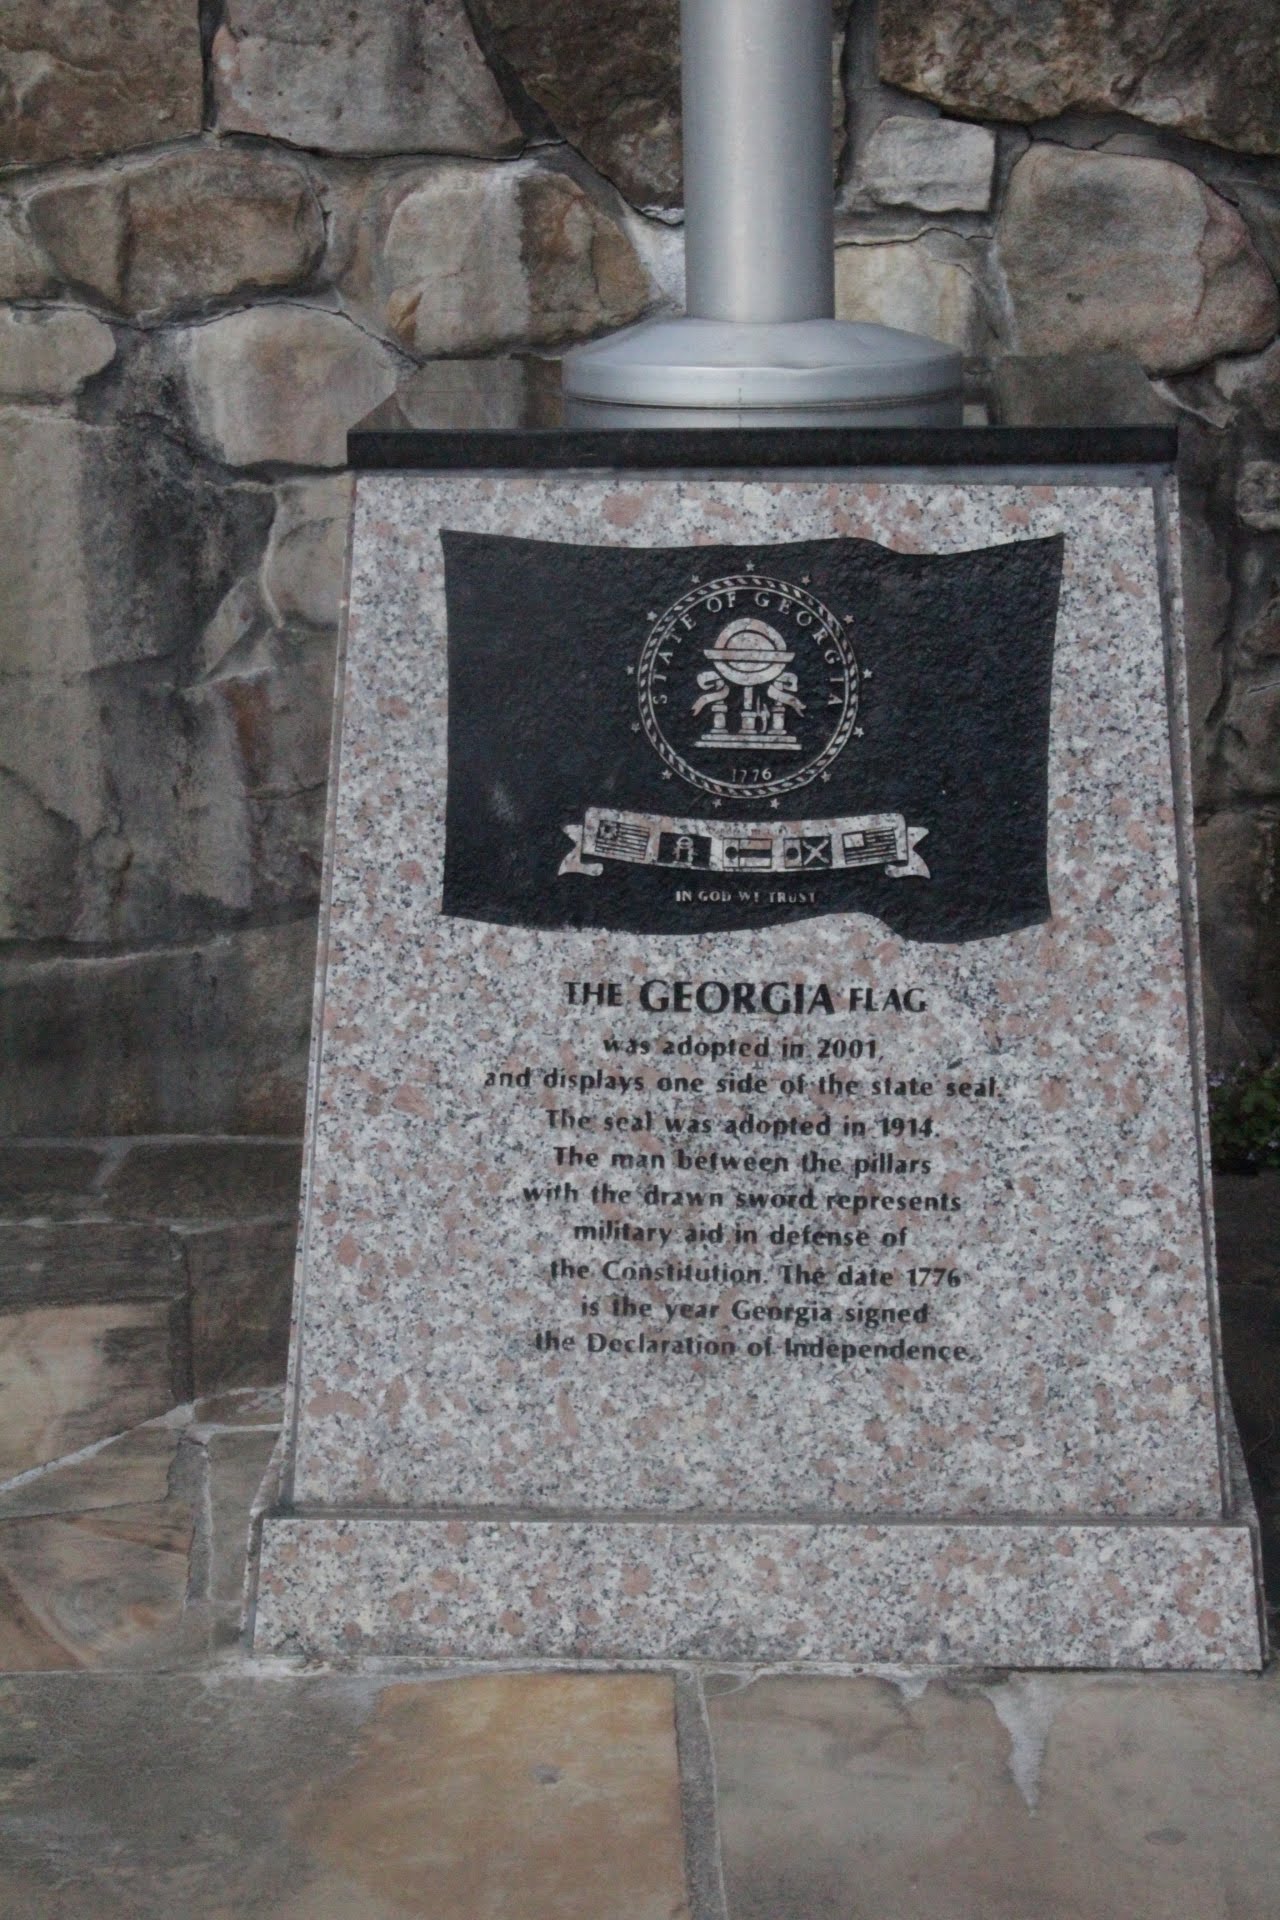 STATE OF GEORGIA
1776
IN GOD WE TRUST
THE GEORGIA FLAG
was adopted in 2001,
and displays one side of the state seal.
The seal was adopted in 1914.
The man between the pillars
with the drawn sword represents
military aid in defense of
the Constitution. The date 1776
is the year Georgia signed
the Declaration of Independence.